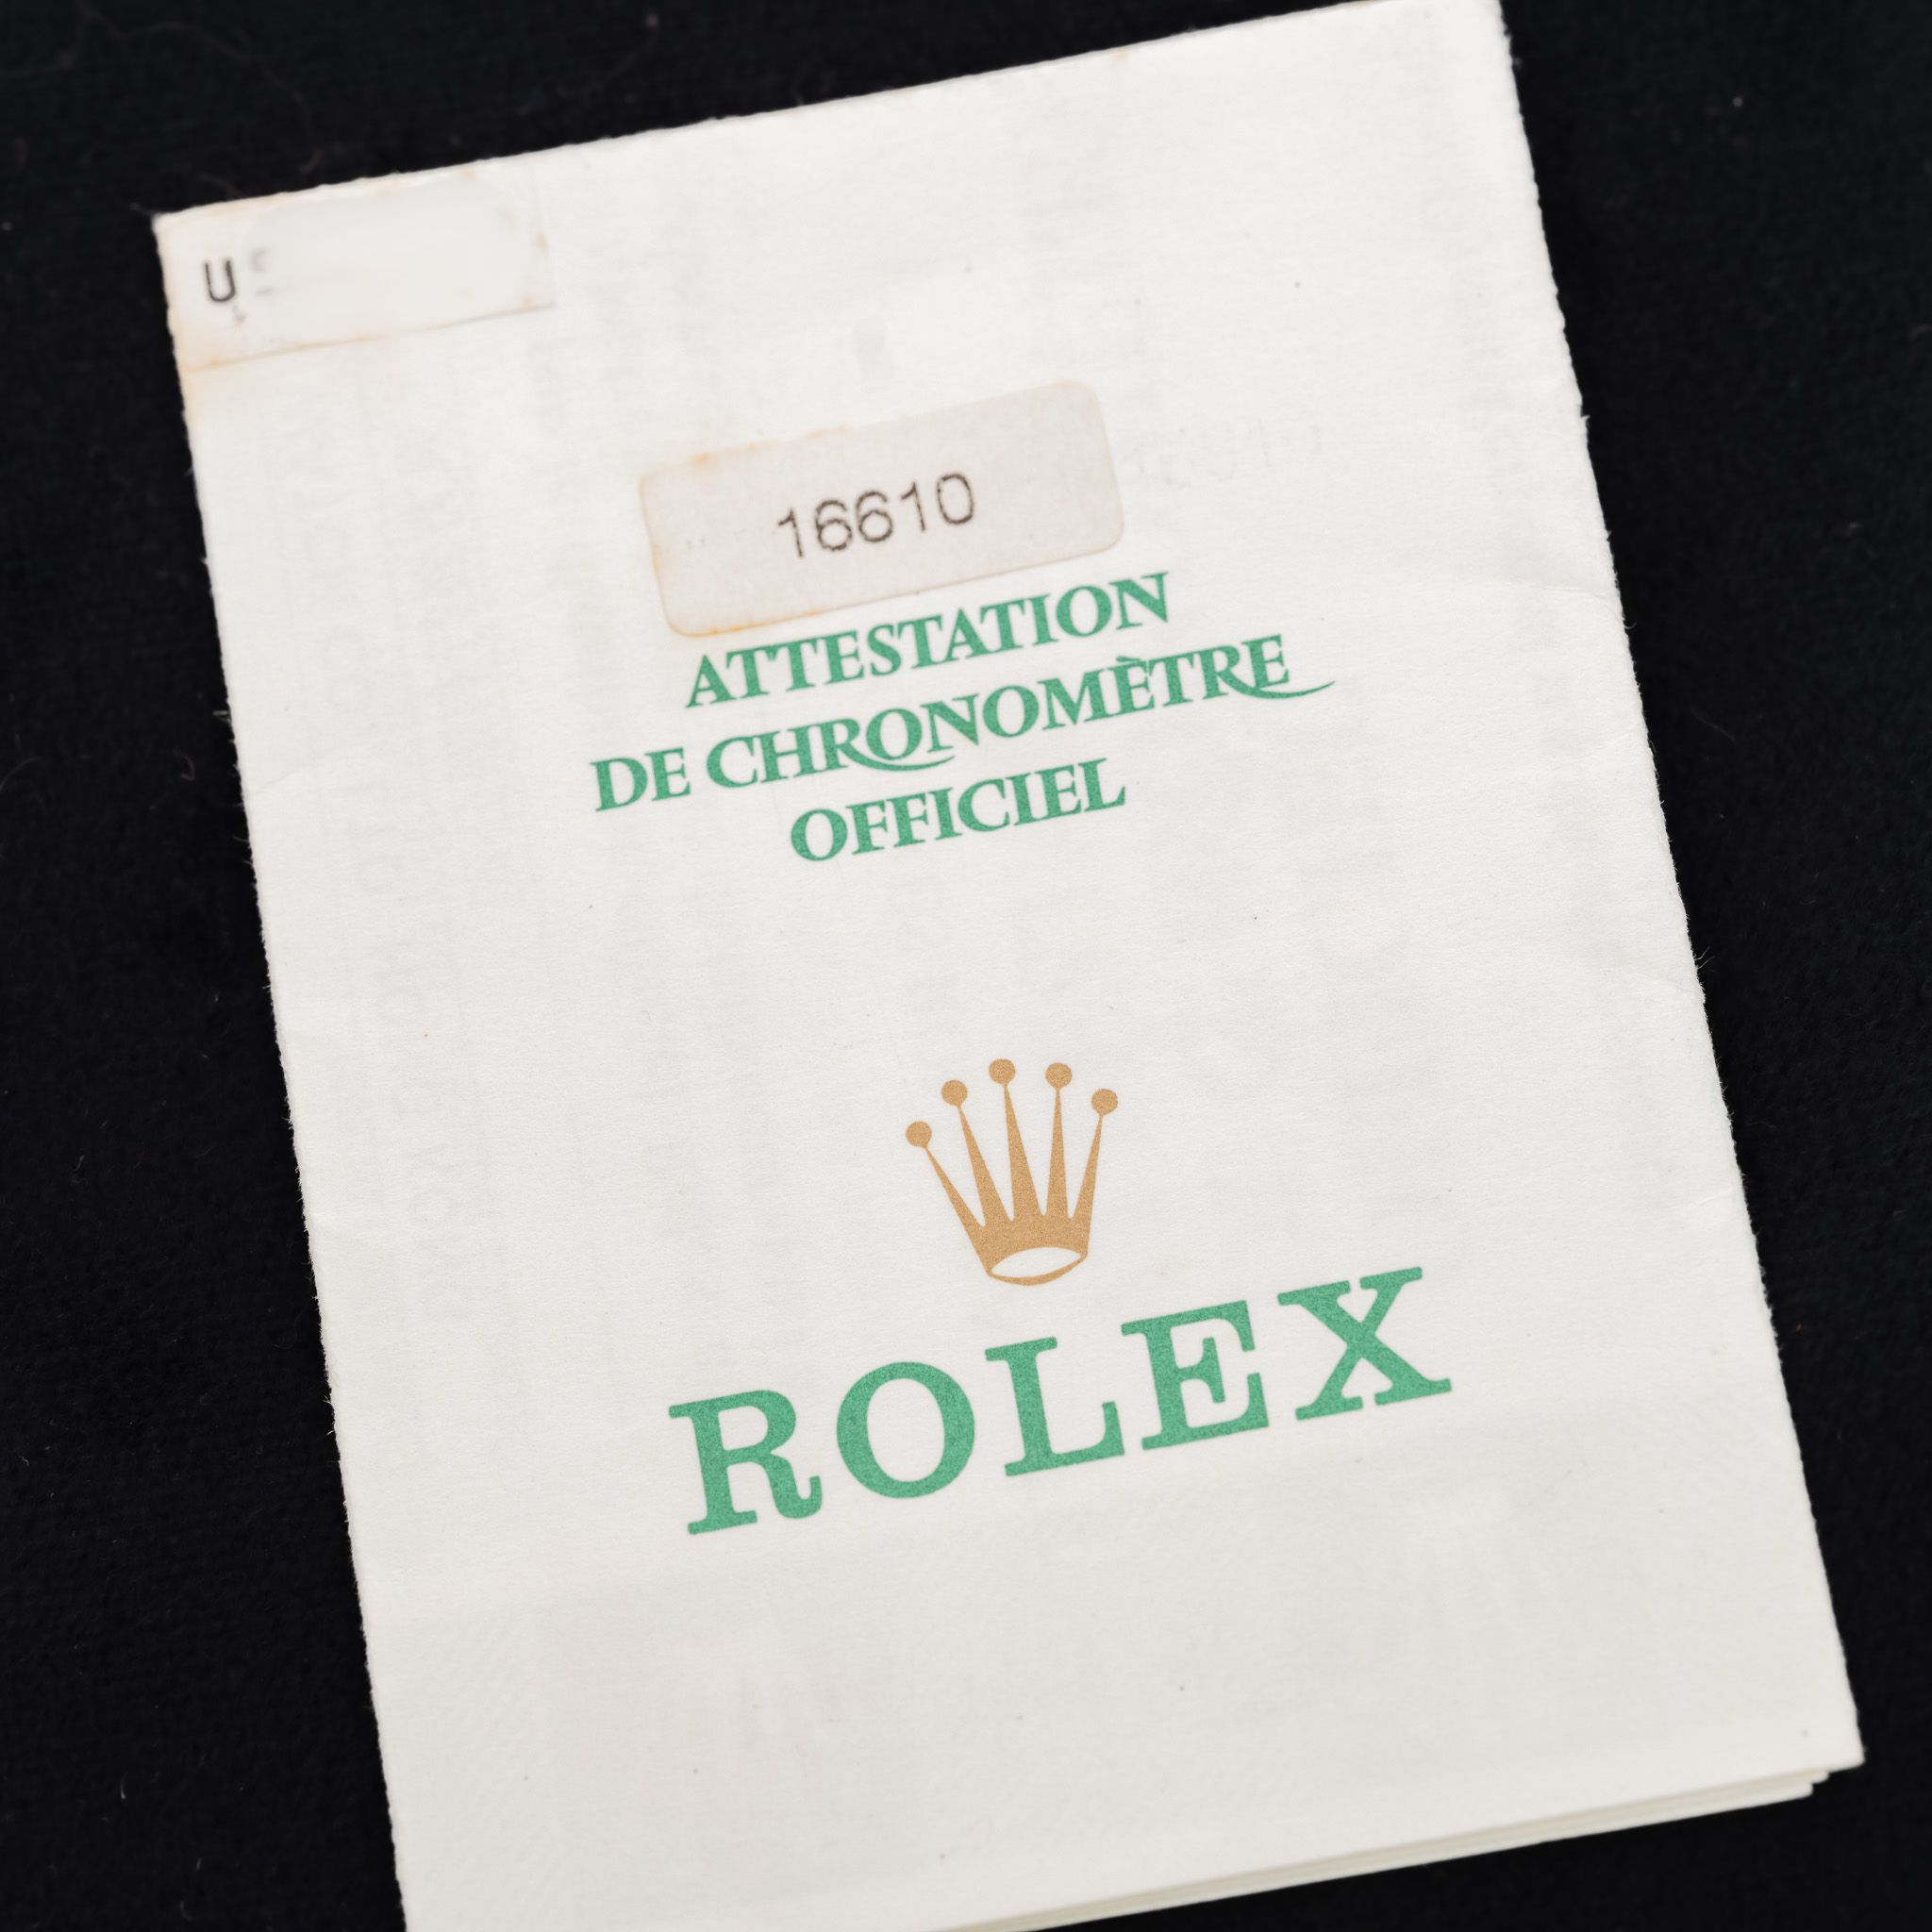 U
16610
ATTESTATION
DE CHRONOMÈTRE
OFFICIEL
ROLEX